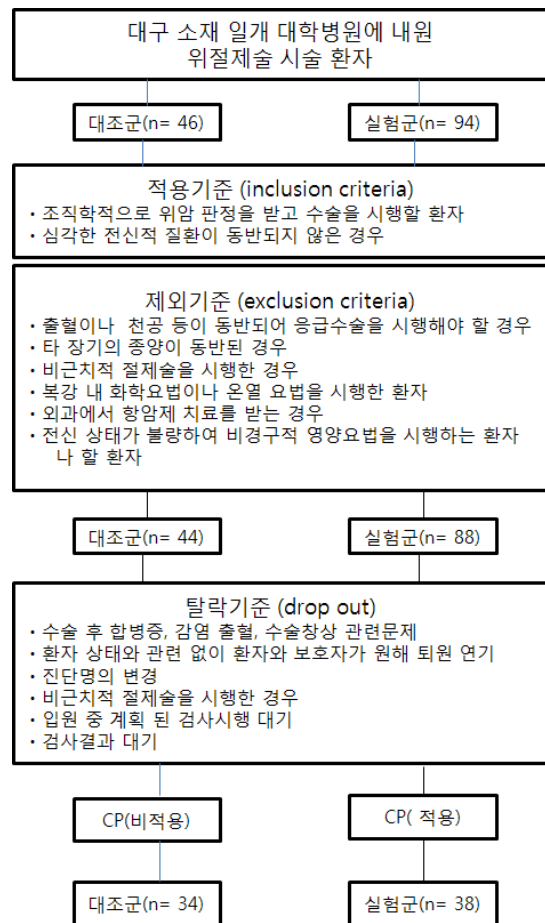 대구 소재 일개 대학병원에 내원
위절제술 시술 환자
대조군(n= 46)
실험군(n= 94)
적용기준 (inclusion criteria)
・조직학적으로 위암 판정을 받고 수술을 시행할 환자
・심각한 전신적 질환이 동반되지 않은 경우
제외기준 (exclusion criteria)
・출혈이나 천공 등이 동반되어 응급수술을 시행해야 할 경우
・타 장기의 종양이 동반된 경우
・비근치적 절제술을 시행한 경우
・복강 내 화학요법이나 온열 요법을 시행한 환자
・외과에서 항암제 치료를 받는 경우
・전신 상태가 불량하여 비경구적 영양요법을 시행하는 환자
나 할 환자
대조군(n= 44)
실험군(n= 88)
탈락기준 (drop out)
・수술 후 합병증, 감염 출혈, 수술창상 관련문제
・환자 상태와 관련 없이 환자와 보호자가 원해 퇴원 연기
・진단명의 변경
・비근치적 절제술을 시행한 경우
・입원 중 계획 된 검사시행 대기
・검사결과 대기
CP(비적용)
CP( 적용)
대조군(n= 34)
실험군(n= 38)